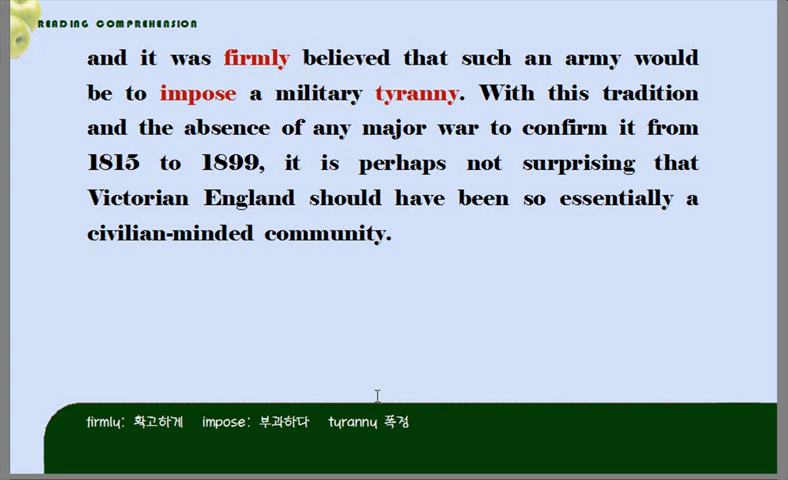 READING COMPREHENSION
and it was firmly believed that such an army would
be to impose a military tyranny. With this tradition
and the absence of any major war to confirm it from
1815 to 1899, it is perhaps not surprising that
Victorian England should have been so essentially a
civilian-minded community.
firmly: 확고하게 impose: 부과하다 tyranny 폭정